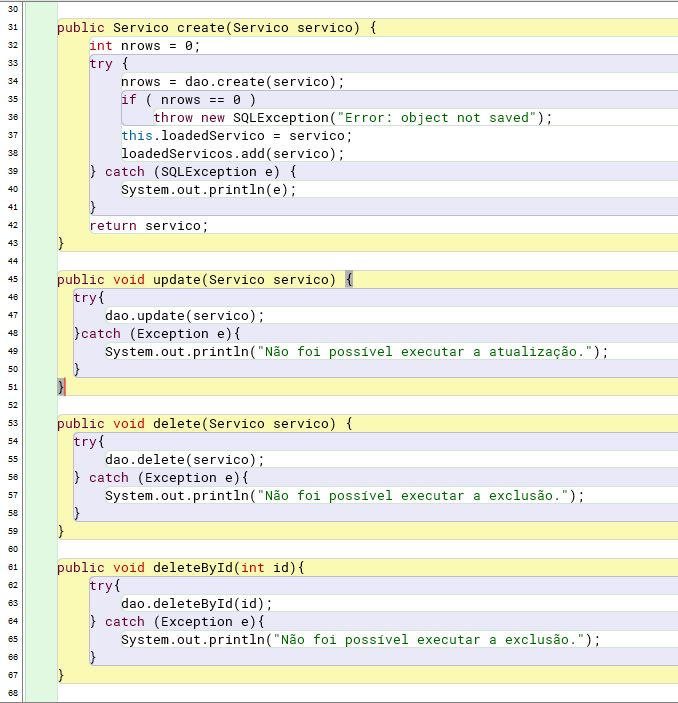 30
31 public Servico create(Servico servico) {
32 int nrows = 0;
33 try {
34 nrows = dao.create(servico);
35 if ( nrows == 0 )
36 throw new SQLException("Error: object not saved");
37 this.loadedServico = servico;
38 loadedServicos.add(servico);
39 } catch (SQLException e) {
40 System.out.println(e);
41 }
42 return servico;
43 }
44
45 public void update(Servico servico) {
46 try{
47 dao.update(servico);
48 }catch (Exception e){
49 System.out.println("Não foi possível executar a atualização.");
50 }
51 }
52
53 public void delete(Servico servico) {
54 try{
55 dao.delete(servico);
56 } catch (Exception e){
57 System.out.println("Não foi possível executar a exclusão.");
58 }
59 }
60
61 public void deleteById(int id){
62 try{
63 dao.deleteById(id);
64 } catch (Exception e){
65 System.out.println("Não foi possível executar a exclusão.");
66 }
67 }
68